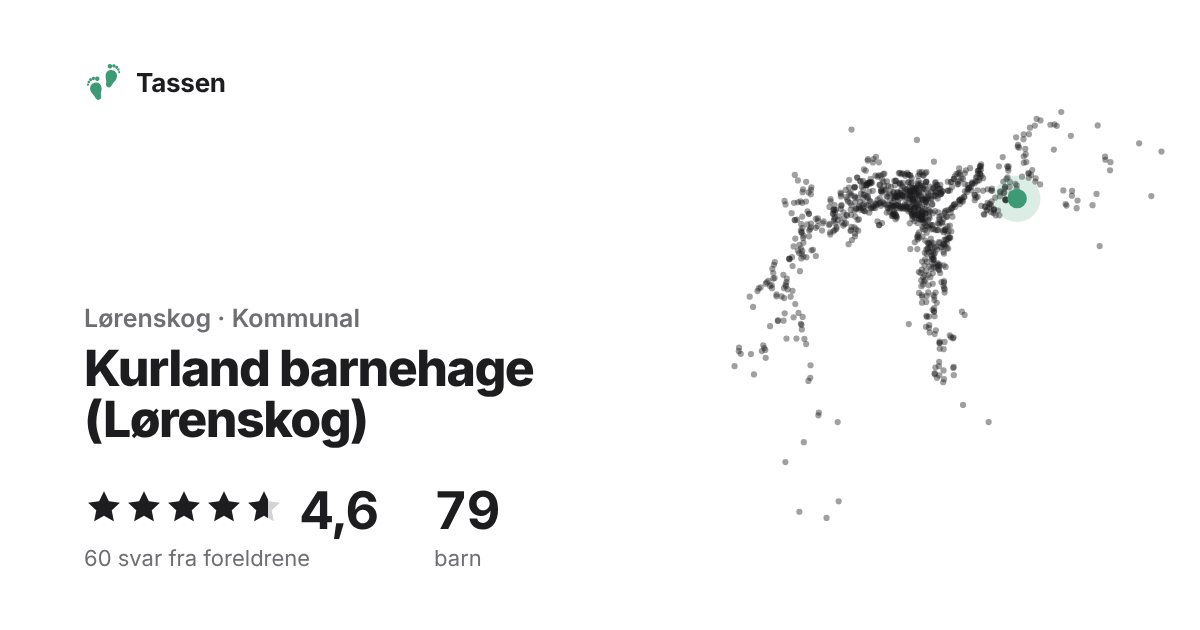 Tassen
Lørenskog · Kommunal
Kurland barnehage
(Lørenskog)
4,6
79
60 svar fra foreldrene
barn